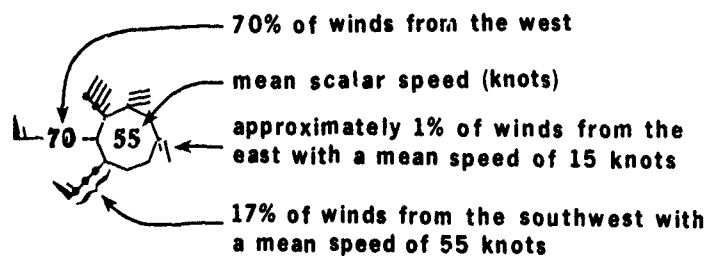 70% of winds from the west
mean scalar speed (knots)
70 55
approximately 1% of winds from the
east with a mean speed of 15 knots
17% of winds from the southwest with
a mean speed of 55 knots